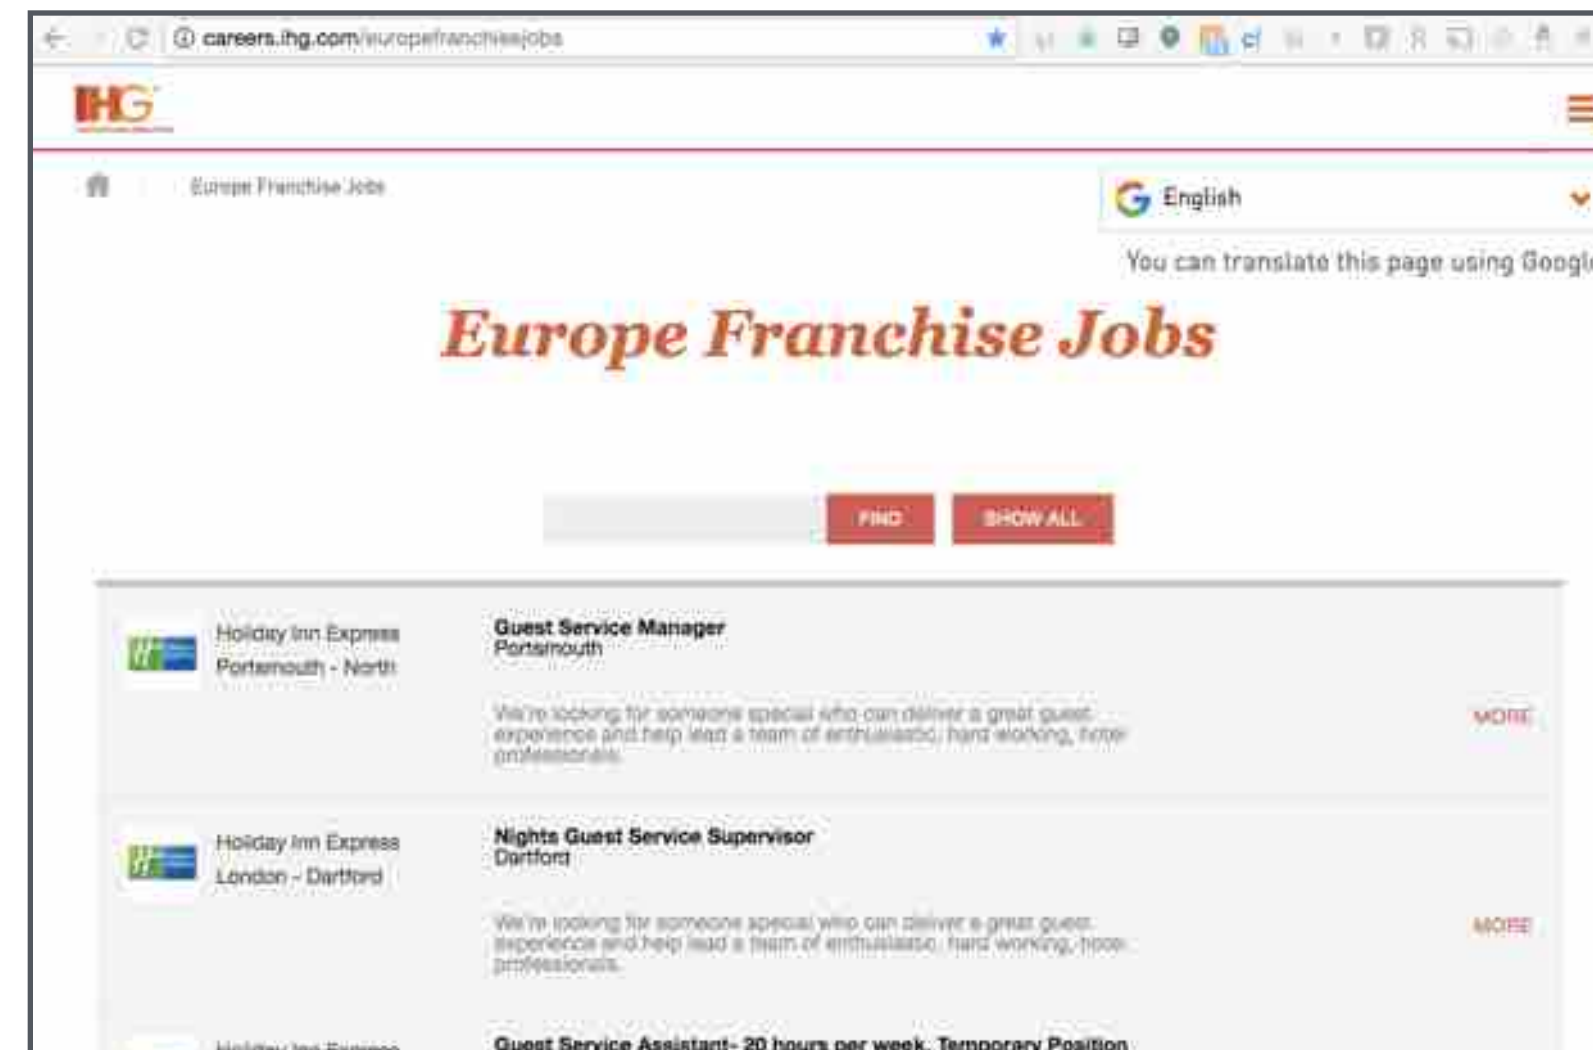 careers.ihg.com/europefranchisejobs
IHG
Europe Franchise Jobs
English
You can translate this page using Google
Europe Franchise Jobs
FIND
SHOW ALL
Holiday Inn Express
Portsmouth - North
Guest Service Manager
Portsmouth
We're looking for someone special who can deliver a great guest
experience and help lead a team of enthusiastic, hard working, hotel
professionals.
MORE
Holiday Inn Express
London - Dartford
Nights Guest Service Supervisor
Dartford
We're looking for someone special who can deliver a great guest
experience and help lead a team of enthusiastic, hard working, hotel
professionals.
MORE
Holiday Inn Express
Guest Service Assistant- 20 hours per week. Temporary Position